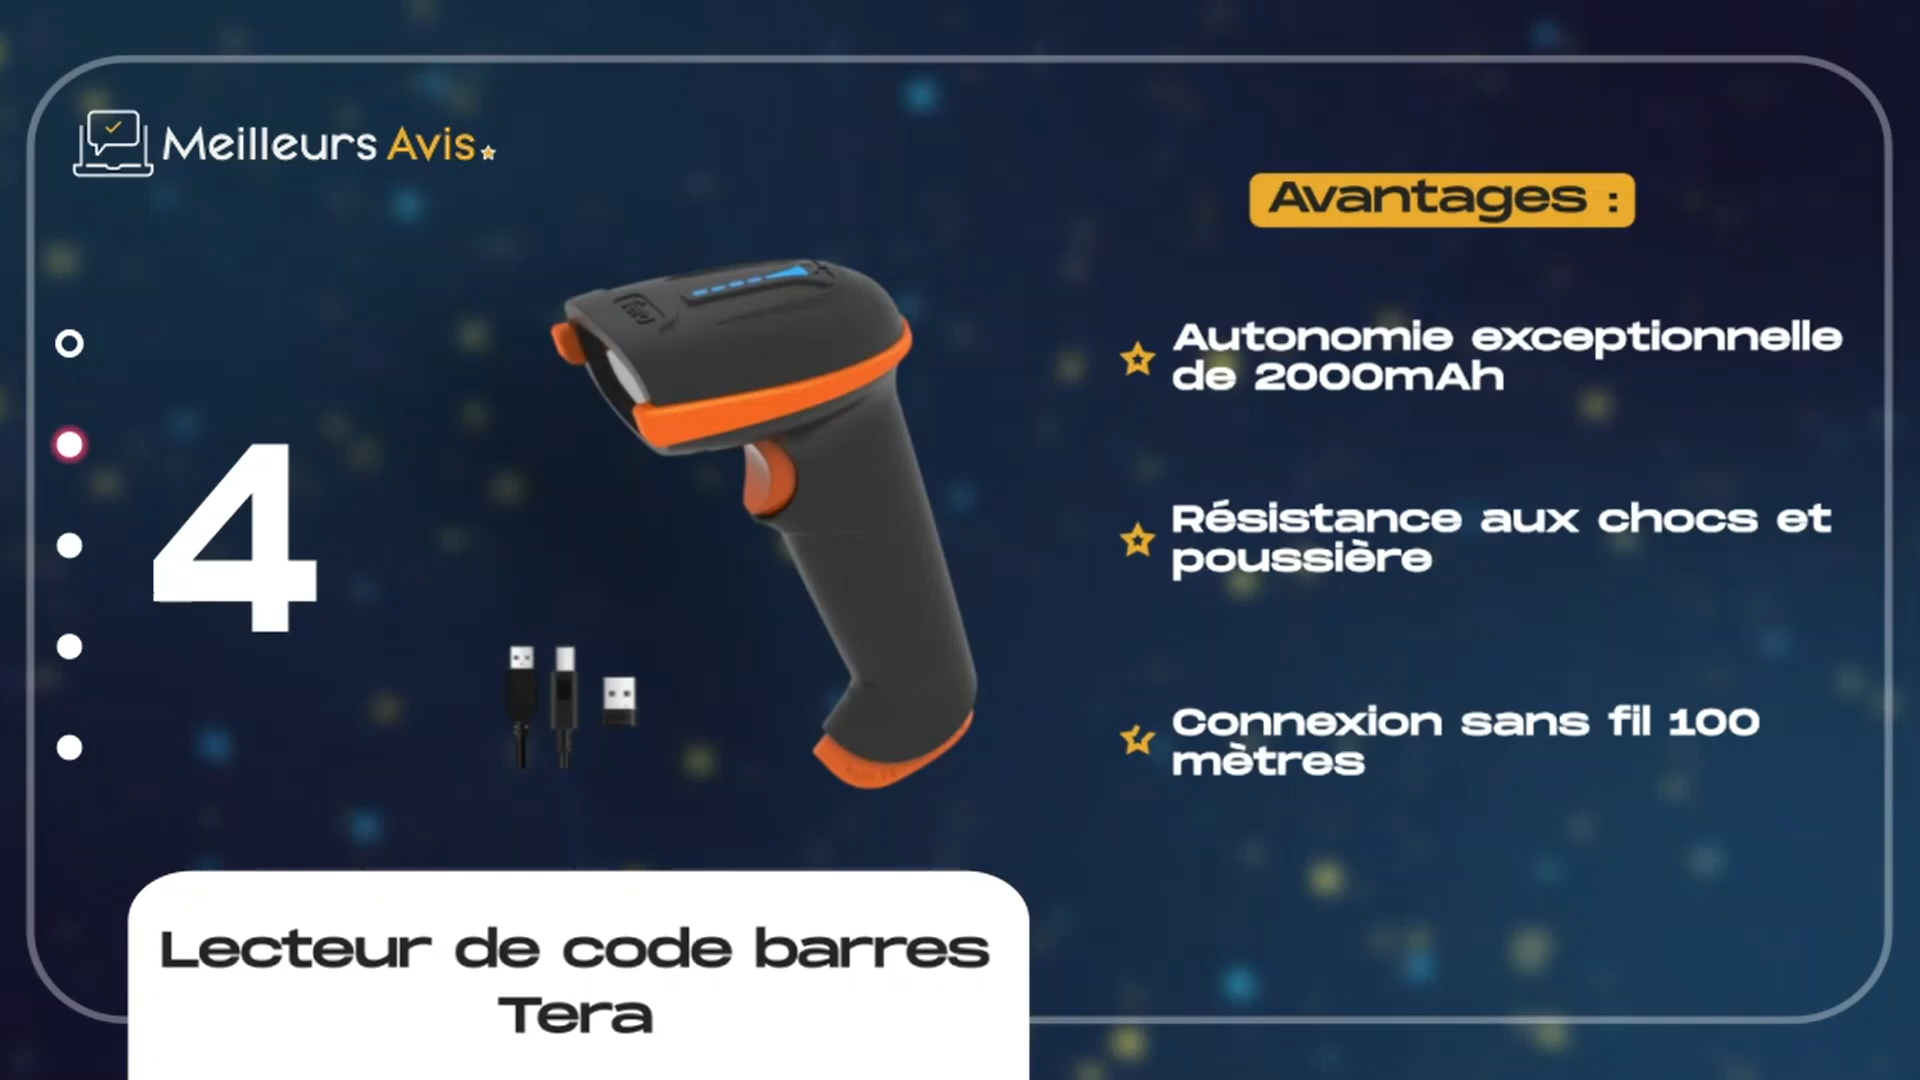 Meilleurs Avis
Avantages :
Autonomie exceptionnelle
de 2000mAh
Résistance aux chocs et
poussière
Connexion sans fil 100
mètres
4
Lecteur de code barres
Tera